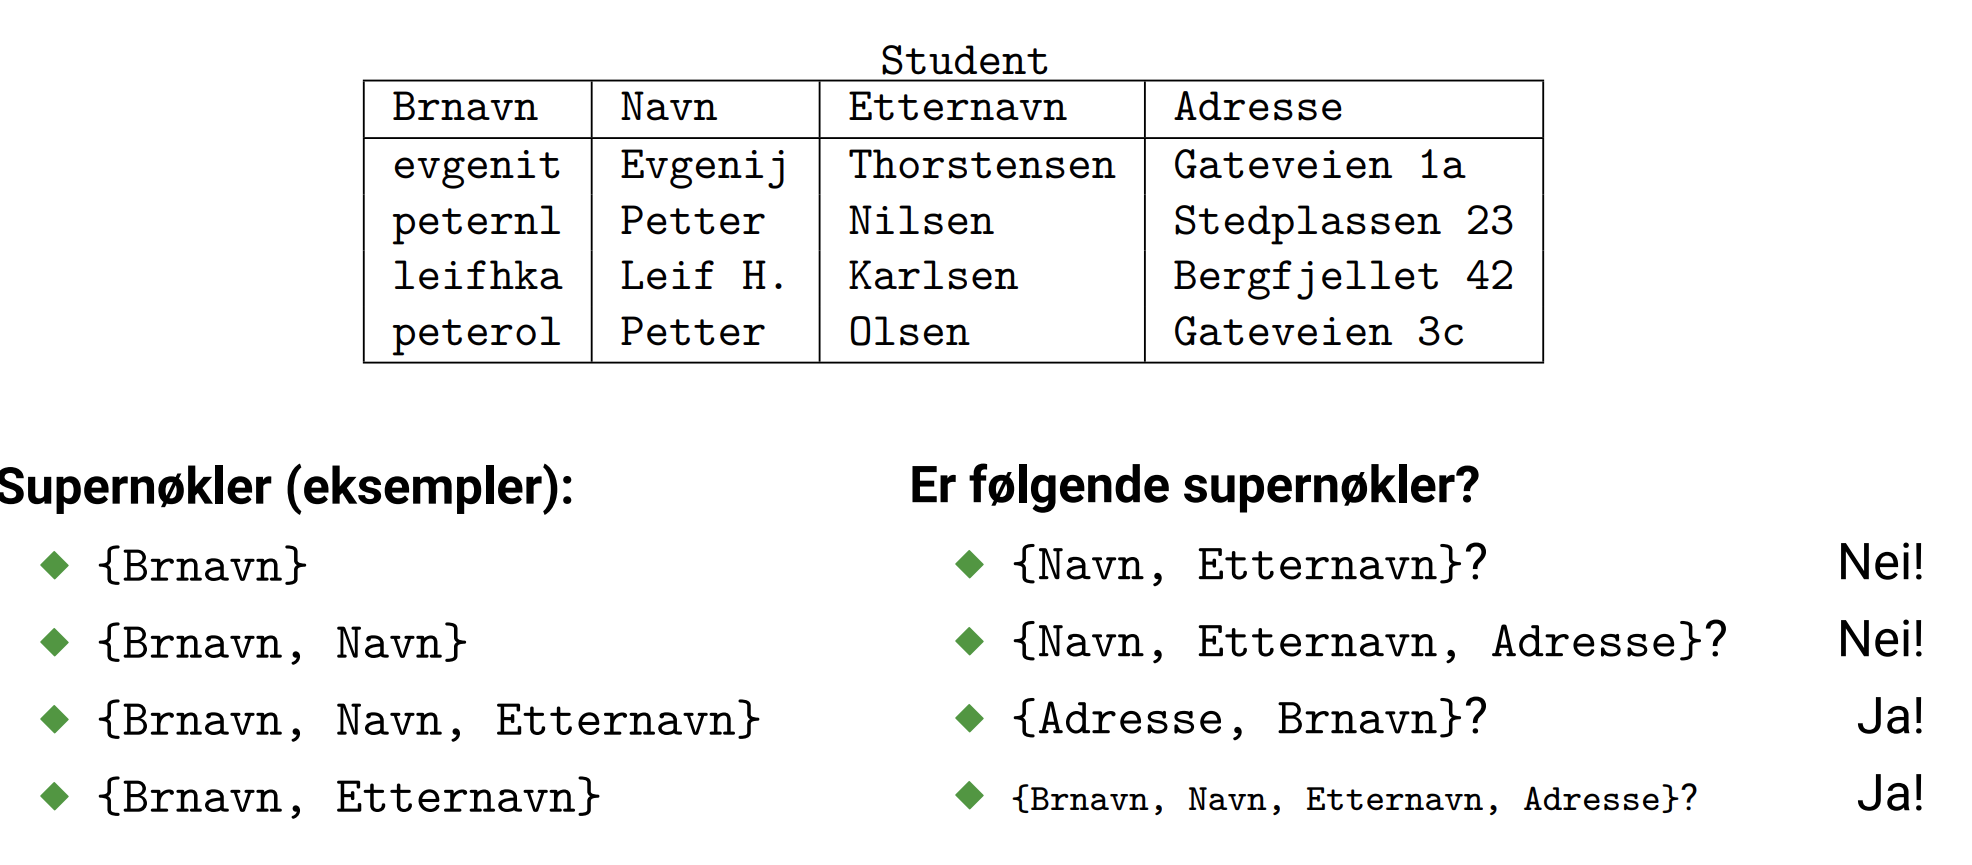 Student
Brnavn Navn Etternavn Adresse
evgenit Evgenij Thorstensen Gateveien 1a
peternl Petter Nilsen Stedplassen 23
leifhka Leif H. Karlsen Bergfjellet 42
peterol Petter Olsen Gateveien 3c
Supernøkler (eksempler):
{Brnavn}
{Brnavn, Navn}
{Brnavn, Navn, Etternavn}
{Brnavn, Etternavn}
Er følgende supernøkler?
{Navn, Etternavn}? Nei!
{Navn, Etternavn, Adresse}? Nei!
{Adresse, Brnavn}? Ja!
{Brnavn, Navn, Etternavn, Adresse}? Ja!